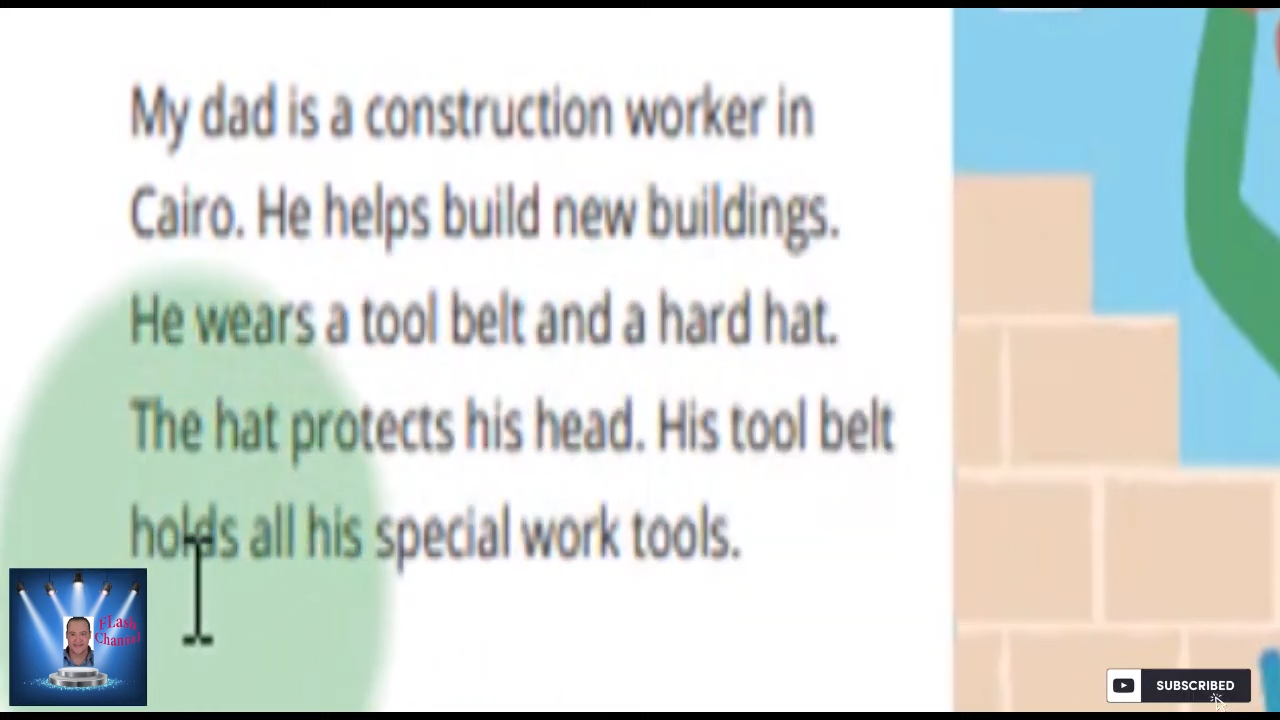 My dad is a construction worker in
Cairo. He helps build new buildings.
He wears a tool belt and a hard hat.
The hat protects his head. His tool belt
holds all his special work tools.
FLash
Channel
SUBSCRIBED